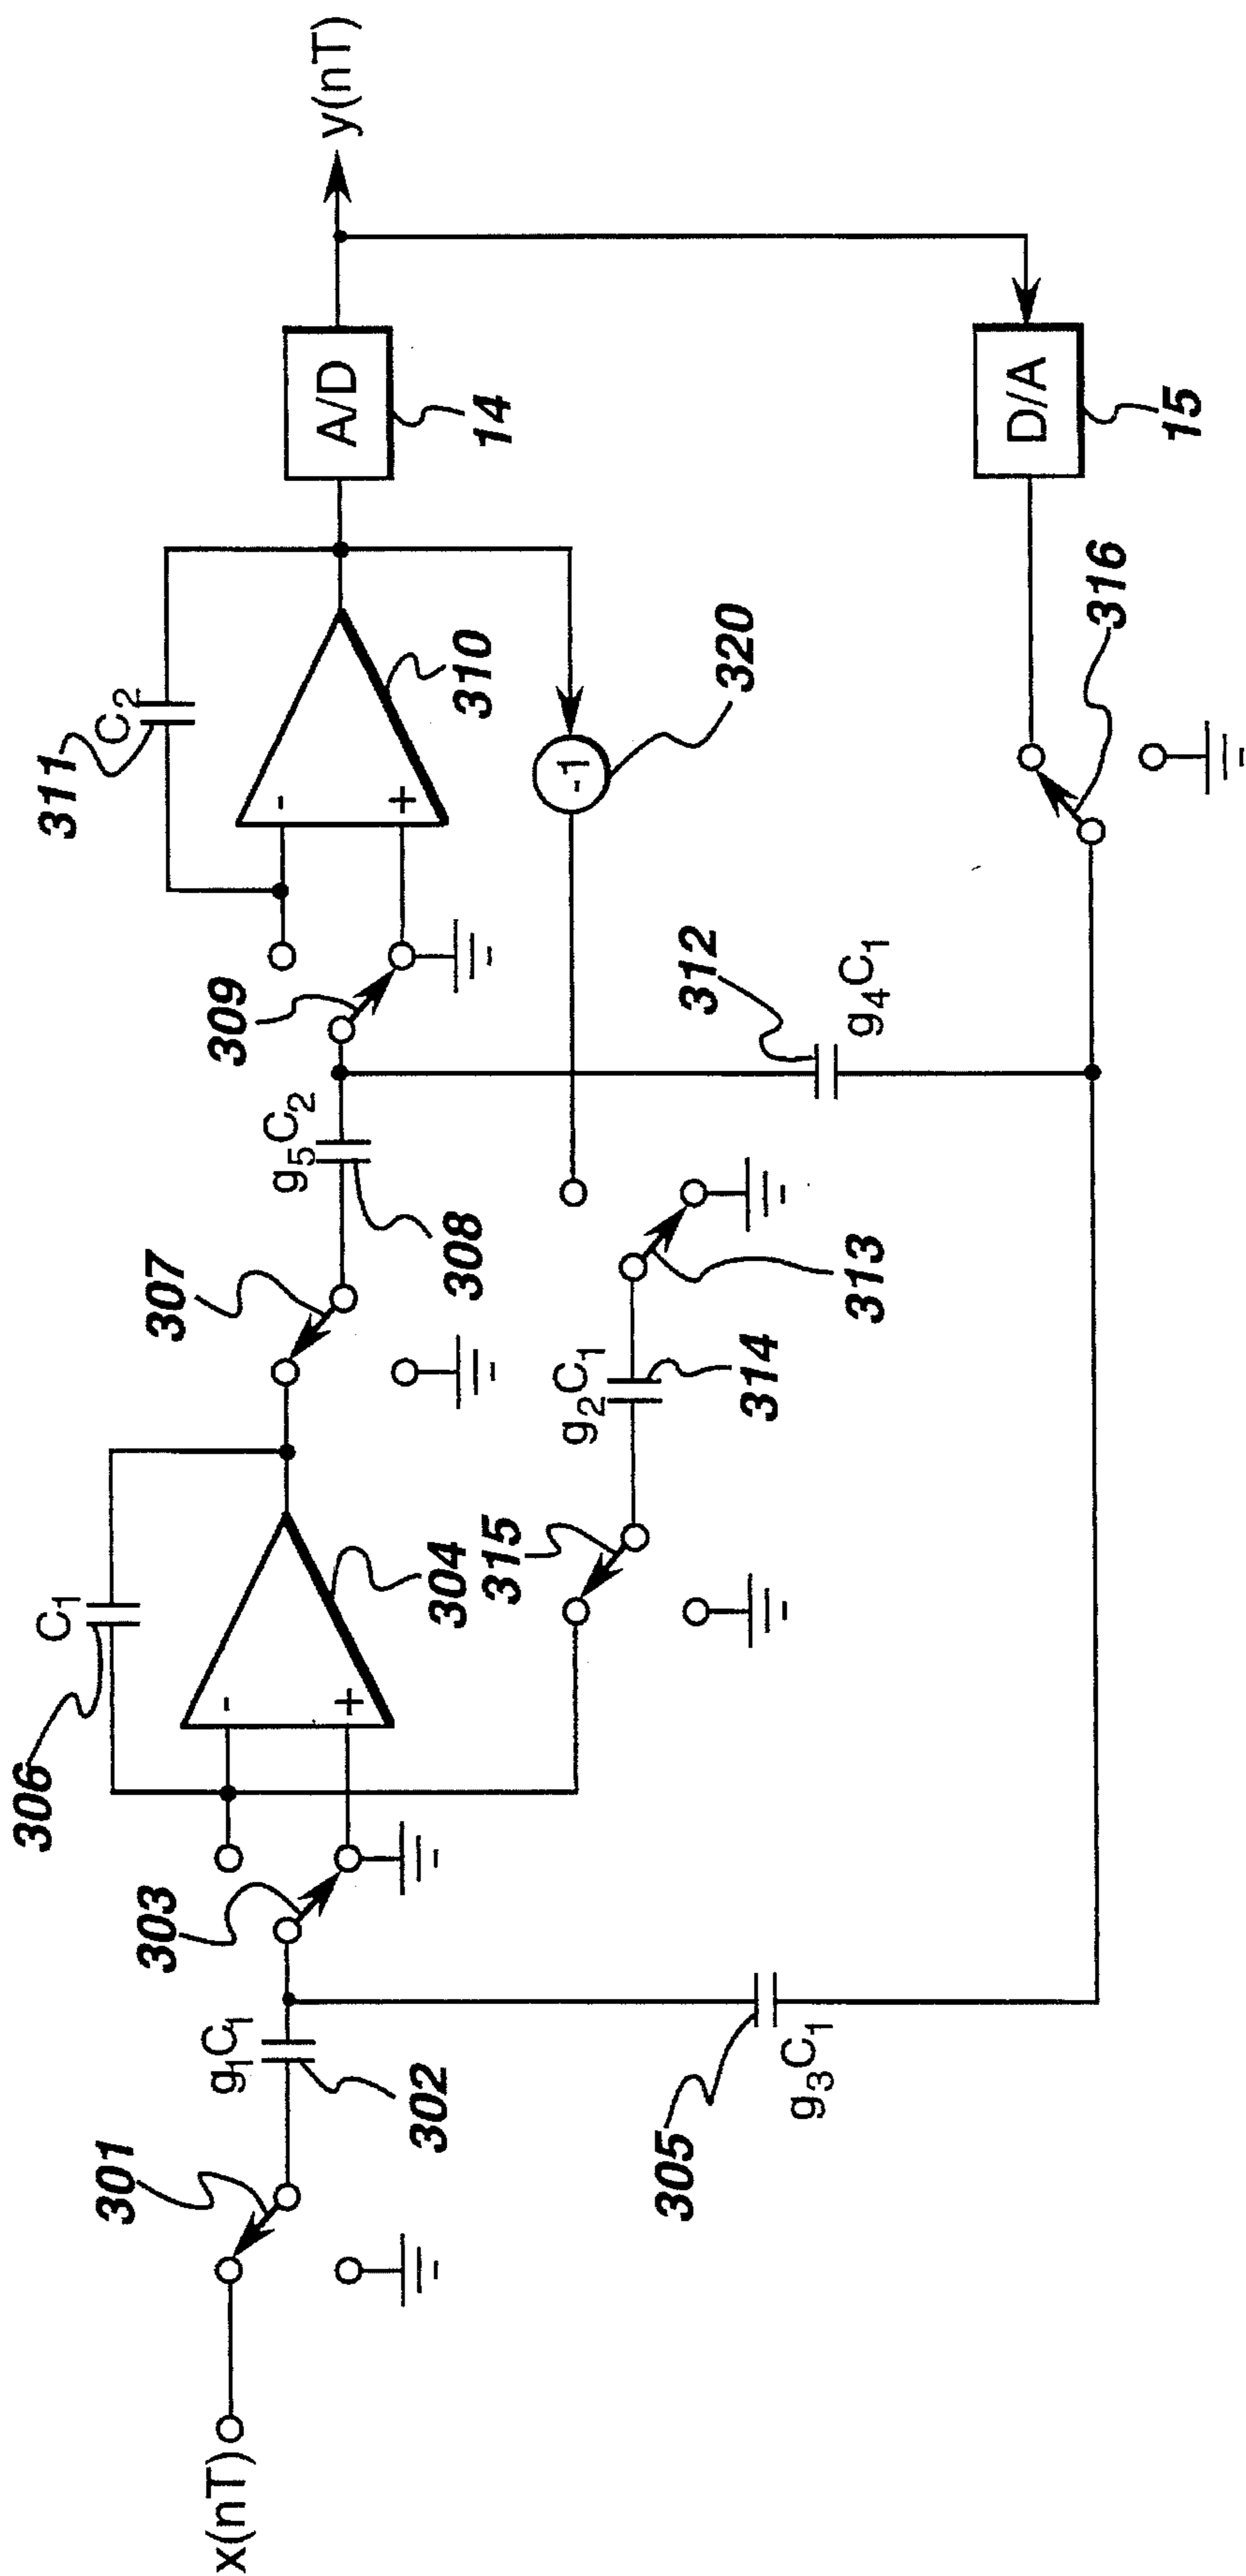 x(nT)
301
g₁C₁
302
303
305
g₃C₁
306
C₁
-
+
304
315
g₂C₁
314
313
307
g₅C₂
308
309
312
g₄C₁
311
C₂
-
+
310
-1
320
316
A/D
14
D/A
15
y(nT)